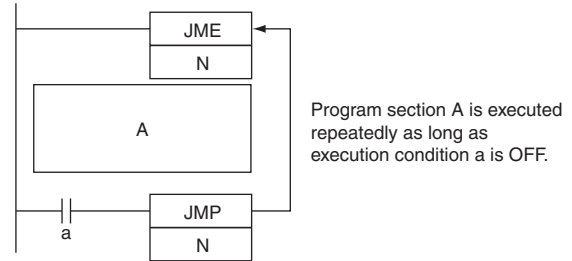 JME
N
A
Program section A is executed
repeatedly as long as
execution condition a is OFF.
JMP
a
N